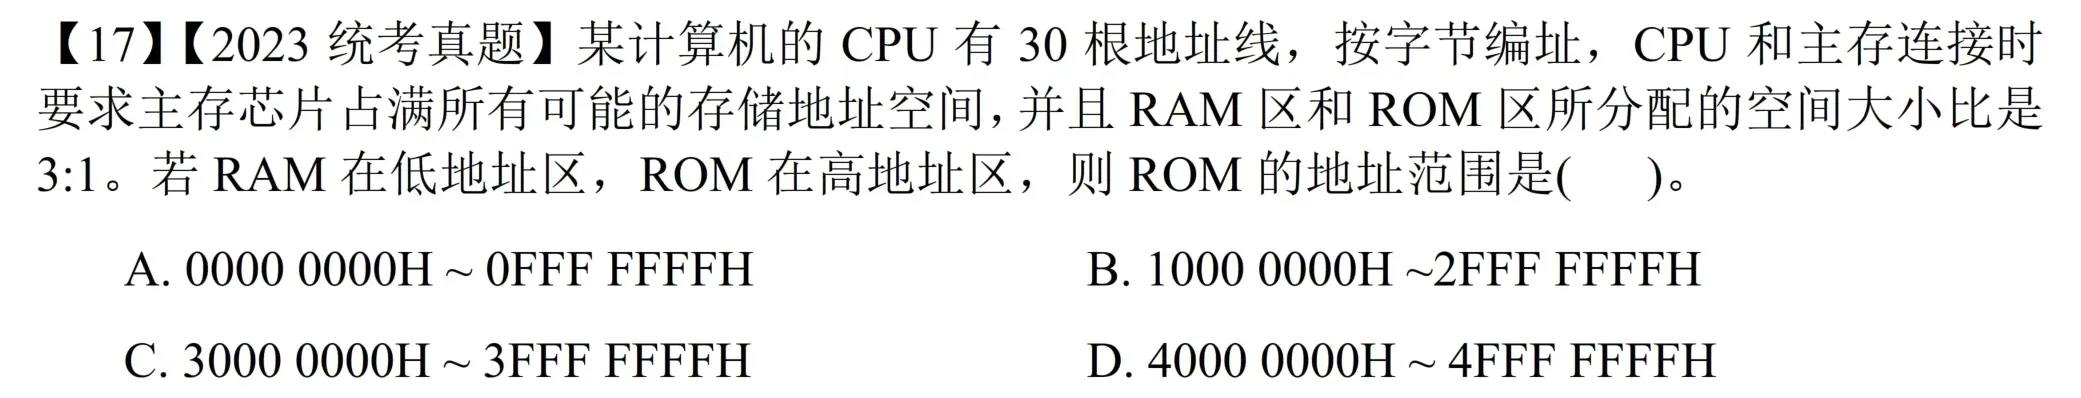 【17】【2023 统考真题】某计算机的 CPU 有 30 根地址线，按字节编址，CPU 和主存连接时
要求主存芯片占满所有可能的存储地址空间，并且 RAM 区和 ROM 区所分配的空间大小比是
3:1。若 RAM 在低地址区，ROM 在高地址区，则 ROM 的地址范围是(    )。
A. 0000 0000H ~ 0FFF FFFFH    B. 1000 0000H ~2FFF FFFFH
C. 3000 0000H ~ 3FFF FFFFH    D. 4000 0000H ~ 4FFF FFFFH